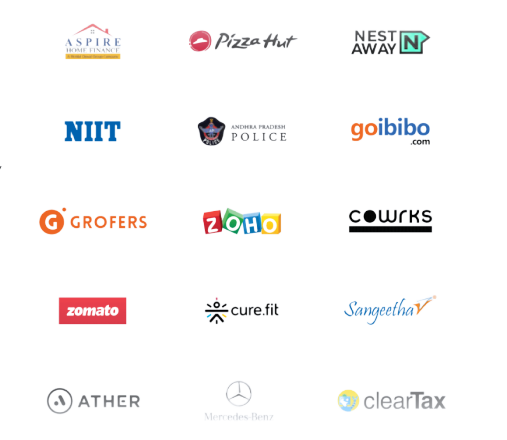 ASPIRE
HOME FINANCE
Pizza Hut
NEST
AWAY N
NIIT
ANDHRA PRADESH
POLICE
goibibo
.com
G GROFERS
ZOHO
COWRKS
zomato
cure.fit
Sangeetha
ATHER
Mercedes-Benz
clearTax